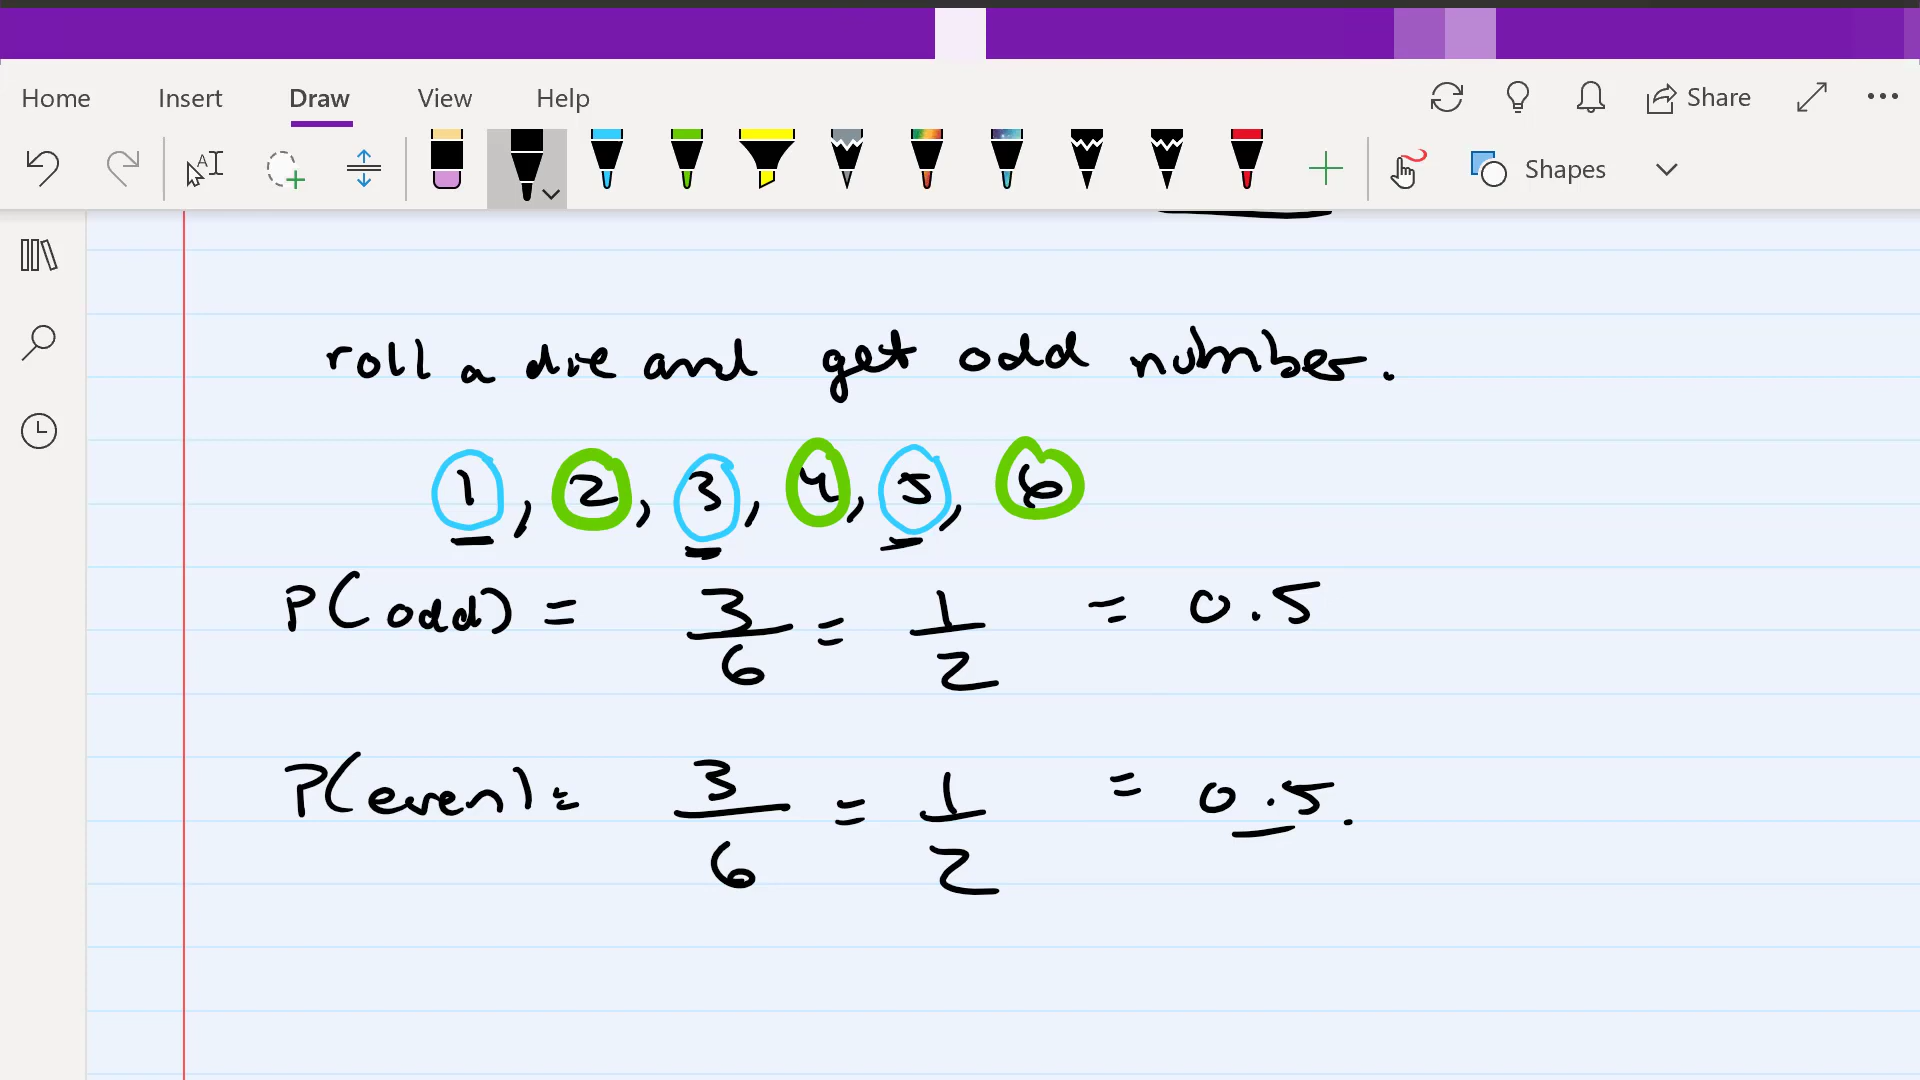 Home Insert Draw View Help Share
Shapes
roll a die and get odd number.
1, 2, 3, 4, 5, 6
P(odd) = 3/6 = 1/2 = 0.5
P(even) = 3/6 = 1/2 = 0.5.